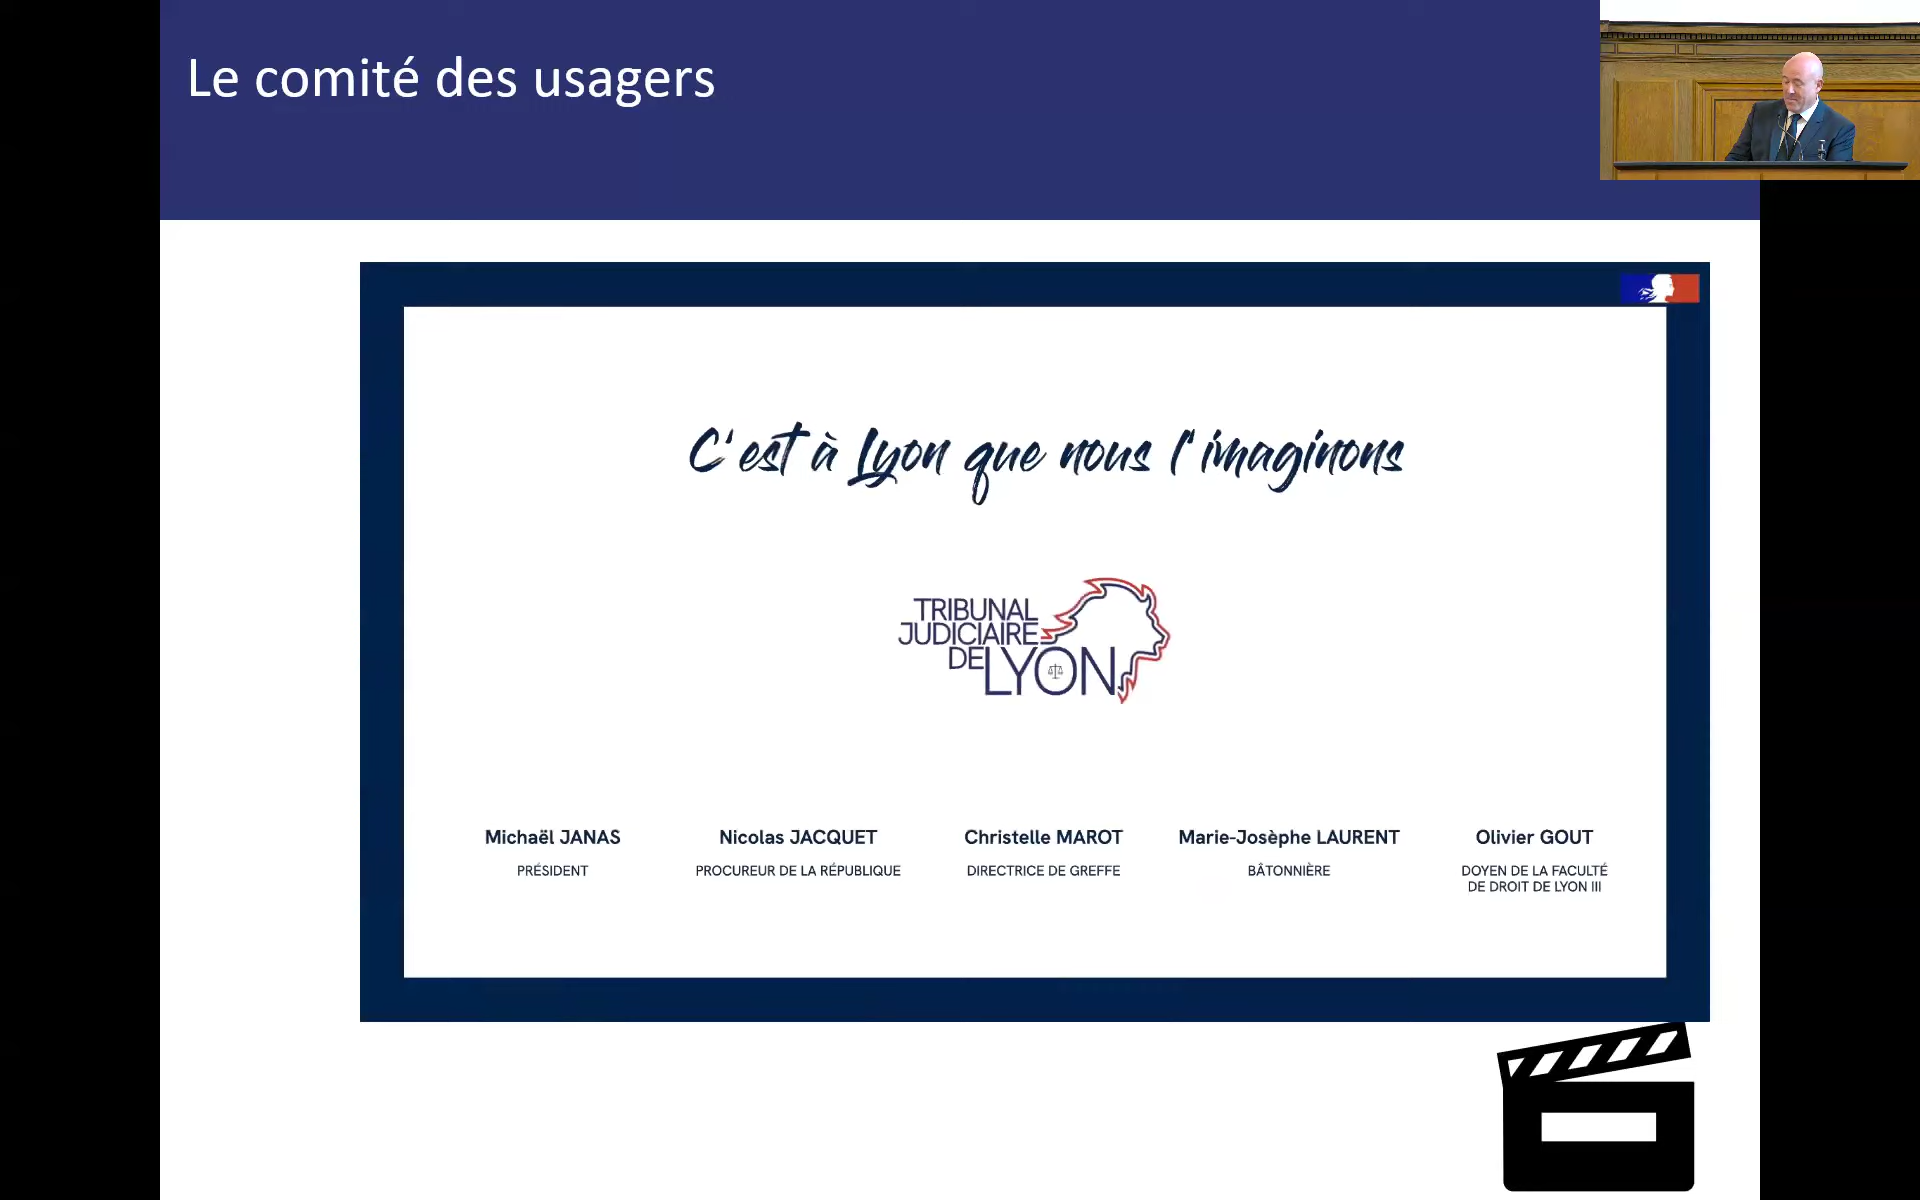 Le comité des usagers
C'est à Lyon que nous l'imaginons
TRIBUNAL
JUDICIAIRE
DE LYON
Michaël JANAS
PRÉSIDENT
Nicolas JACQUET
PROCUREUR DE LA RÉPUBLIQUE
Christelle MAROT
DIRECTRICE DE GREFFE
Marie-Josèphe LAURENT
BÂTONNIÈRE
Olivier GOUT
DOYEN DE LA FACULTÉ
DE DROIT DE LYON III